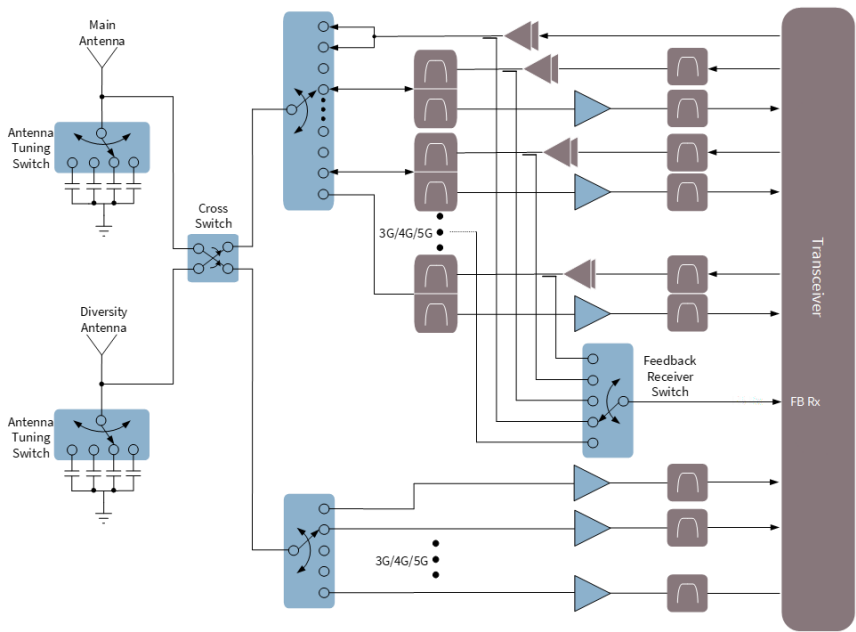 Main
Antenna
Antenna
Tuning
Switch
Cross
Switch
3G/4G/5G
Transceiver
Diversity
Antenna
Feedback
Receiver
Switch
FB Rx
Antenna
Tuning
Switch
3G/4G/5G